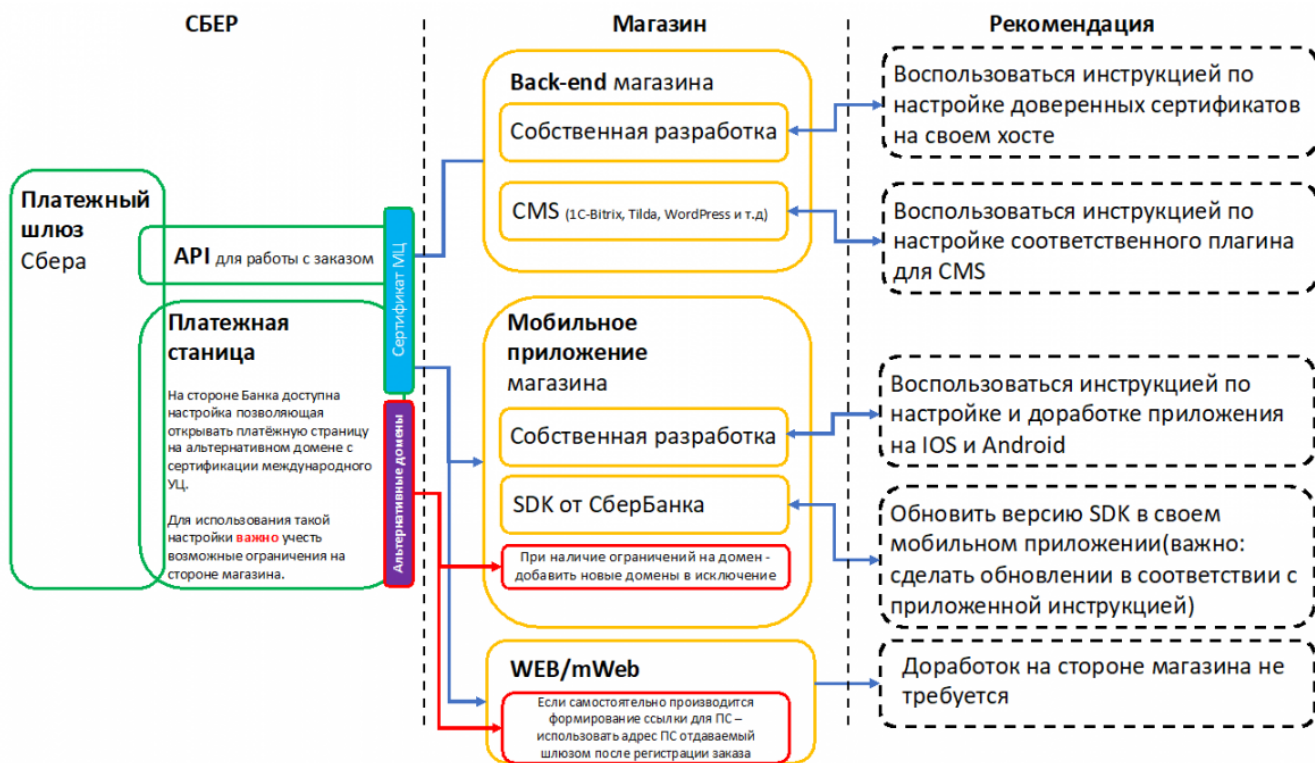 СБЕР
Магазин
Рекомендация
Платежный
шлюз
Сбера
API для работы с заказом
Платежная
станица
На стороне Банка доступна
настройка позволяющая
открывать платёжную страницу
на альтернативном домене с
сертификации международного
УЦ.
Для использования такой
настройки важно учесть
возможные ограничения на
стороне магазина.
Сертификат МЦ
Альтернативные домены
Back-end магазина
Собственная разработка
CMS (1С-Bitrix, Tilda, WordPress и т.д)
Мобильное
приложение
магазина
Собственная разработка
SDK от СберБанка
При наличие ограничений на домен -
добавить новые домены в исключение
WEB/mWeb
Если самостоятельно производится
формирование ссылки для ПС –
использовать адрес ПС отдаваемый
шлюзом после регистрации заказа
Воспользоваться инструкцией по
настройке доверенных сертификатов
на своем хосте
Воспользоваться инструкцией по
настройке соответственного плагина
для CMS
Воспользоваться инструкцией по
настройке и доработке приложения
на IOS и Android
Обновить версию SDK в своем
мобильном приложении(важно:
сделать обновлении в соответствии с
приложенной инструкцией)
Доработок на стороне магазина не
требуется